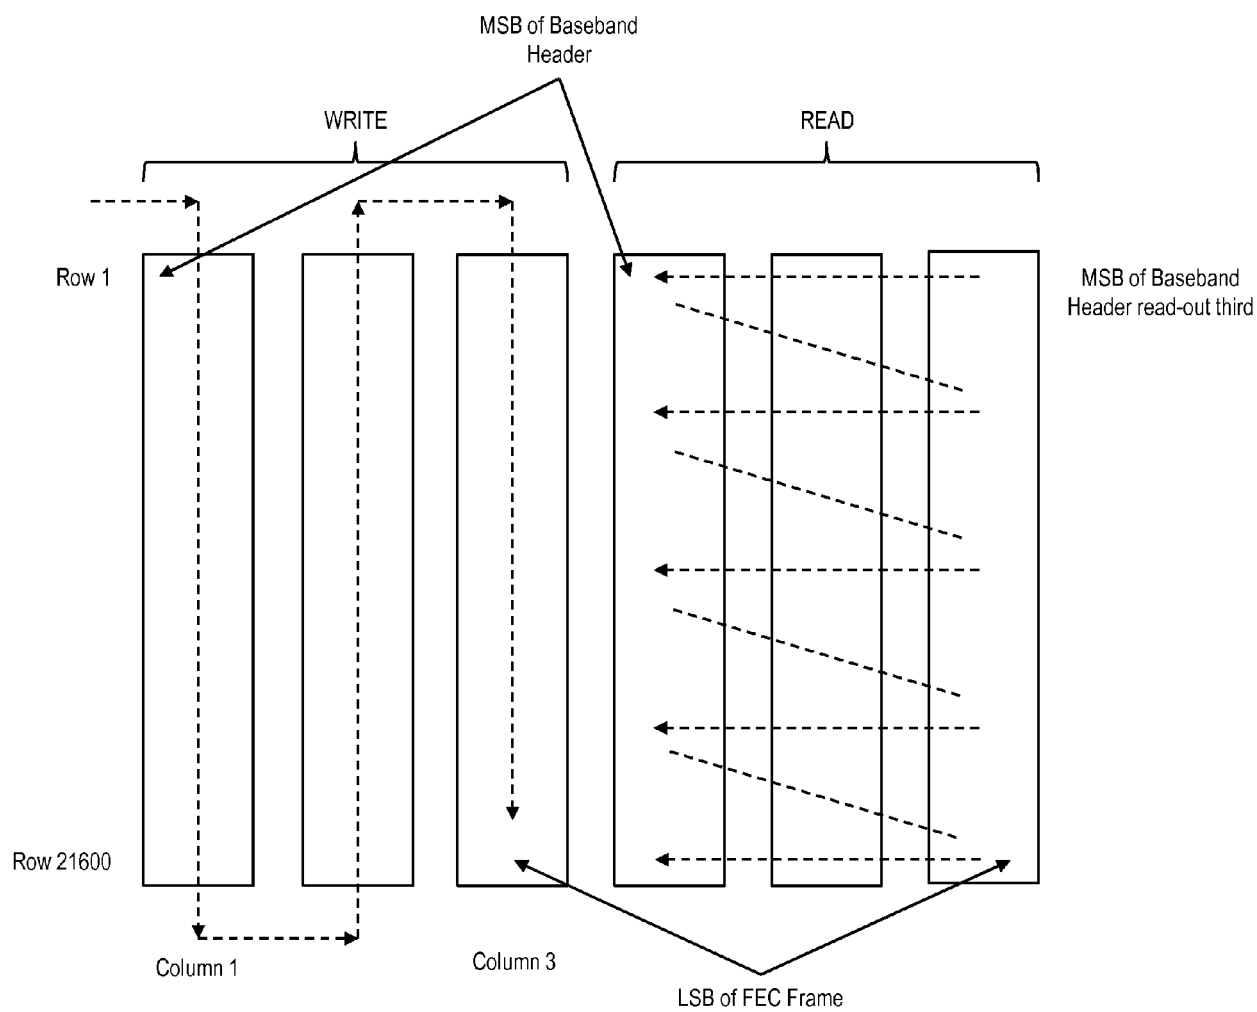 MSB of Baseband
Header
WRITE
READ
Row 1
MSB of Baseband
Header read-out third
Row 21600
Column 1
Column 3
LSB of FEC Frame